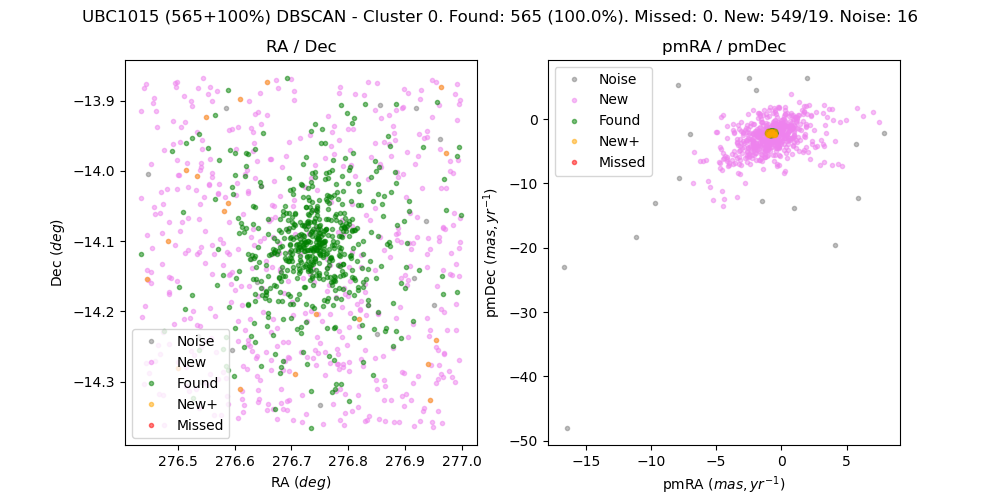 UBC1015 (565+100%) DBSCAN - Cluster 0. Found: 565 (100.0%). Missed: 0. New: 549/19. Noise: 16
RA / Dec
−13.9
−14.0
−14.1
−14.2
−14.3
Dec (deg)
Noise
New
Found
New+
Missed
276.5 276.6 276.7 276.8 276.9 277.0
RA (deg)
pmRA / pmDec
0
−10
−20
−30
−40
−50
pmDec (mas, yr⁻¹)
Noise
New
Found
New+
Missed
−15 −10 −5 0 5
pmRA (mas, yr⁻¹)